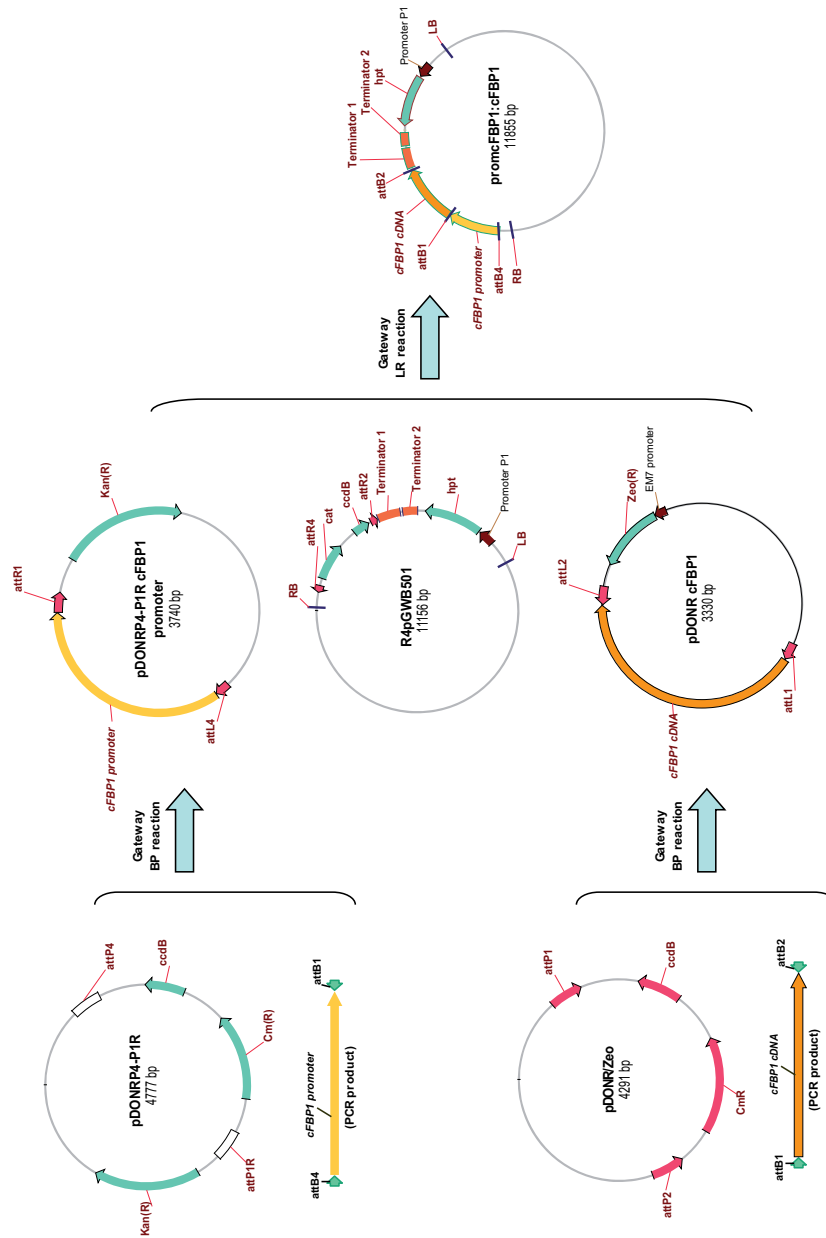 attP4
ccdB
pDONRP4-P1R
4777 bp
Cm(R)
attP1R
Kan(R)
attB4
cFBP1 promoter
(PCR product)
attB1
attP1
ccdB
pDONR/Zeo
4291 bp
CmR
attP2
attB1
cFBP1 cDNA
(PCR product)
attB2
Gateway
BP reaction
Gateway
BP reaction
attR1
Kan(R)
pDONRP4-P1R cFBP1
promoter
3740 bp
cFBP1 promoter
attL4
RB
attR4
cat
ccdB
attR2
Terminator 1
Terminator 2
hpt
Promoter P1
LB
R4pGWB501
11156 bp
attL2
Zeo(R)
EM7 promoter
pDONR cFBP1
3330 bp
cFBP1 cDNA
attL1
Gateway
LR reaction
Terminator 1
Terminator 2
hpt
Promoter P1
LB
attB2
cFBP1 cDNA
attB1
cFBP1 promoter
attB4
RB
promcFBP1:cFBP1
11855 bp